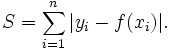 S = \sum_{i=1}^{n} |y_i - f(x_i)|.